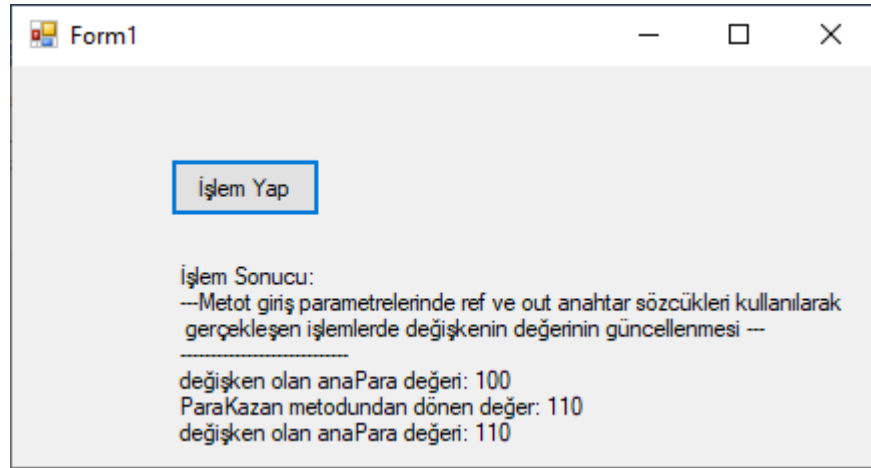 Form1
İşlem Yap
İşlem Sonucu:
---Metot giriş parametrelerinde ref ve out anahtar sözcükleri kullanılarak
gerçekleşen işlemlerde değişkenin değerinin güncellenmesi ---
----------------------------
değişken olan anaPara değeri: 100
ParaKazan metodundan dönen değer: 110
değişken olan anaPara değeri: 110